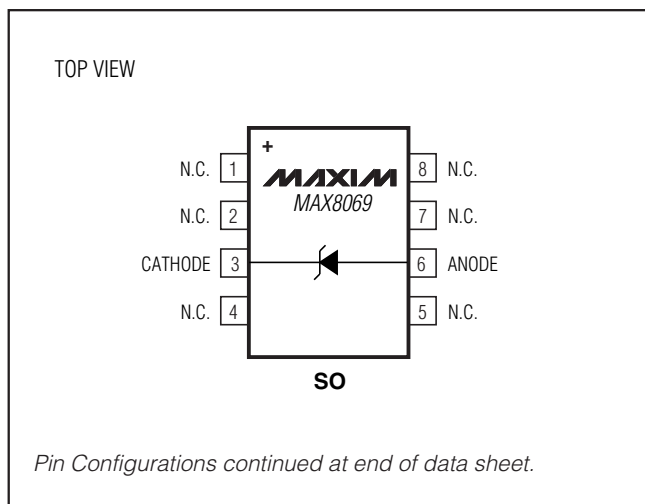 TOP VIEW
+
MAXIM
MAX8069
N.C. 1
8 N.C.
N.C. 2
7 N.C.
CATHODE 3
6 ANODE
N.C. 4
5 N.C.
SO
Pin Configurations continued at end of data sheet.